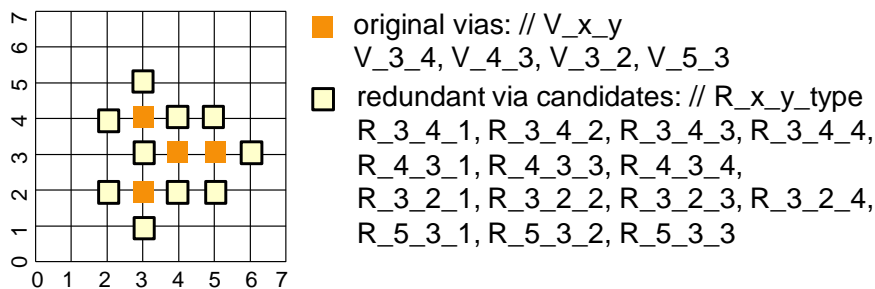 original vias: // V_x_y
V_3_4, V_4_3, V_3_2, V_5_3
redundant via candidates: // R_x_y_type
R_3_4_1, R_3_4_2, R_3_4_3, R_3_4_4,
R_4_3_1, R_4_3_3, R_4_3_4,
R_3_2_1, R_3_2_2, R_3_2_3, R_3_2_4,
R_5_3_1, R_5_3_2, R_5_3_3
7
6
5
4
3
2
1
0
0 1 2 3 4 5 6 7